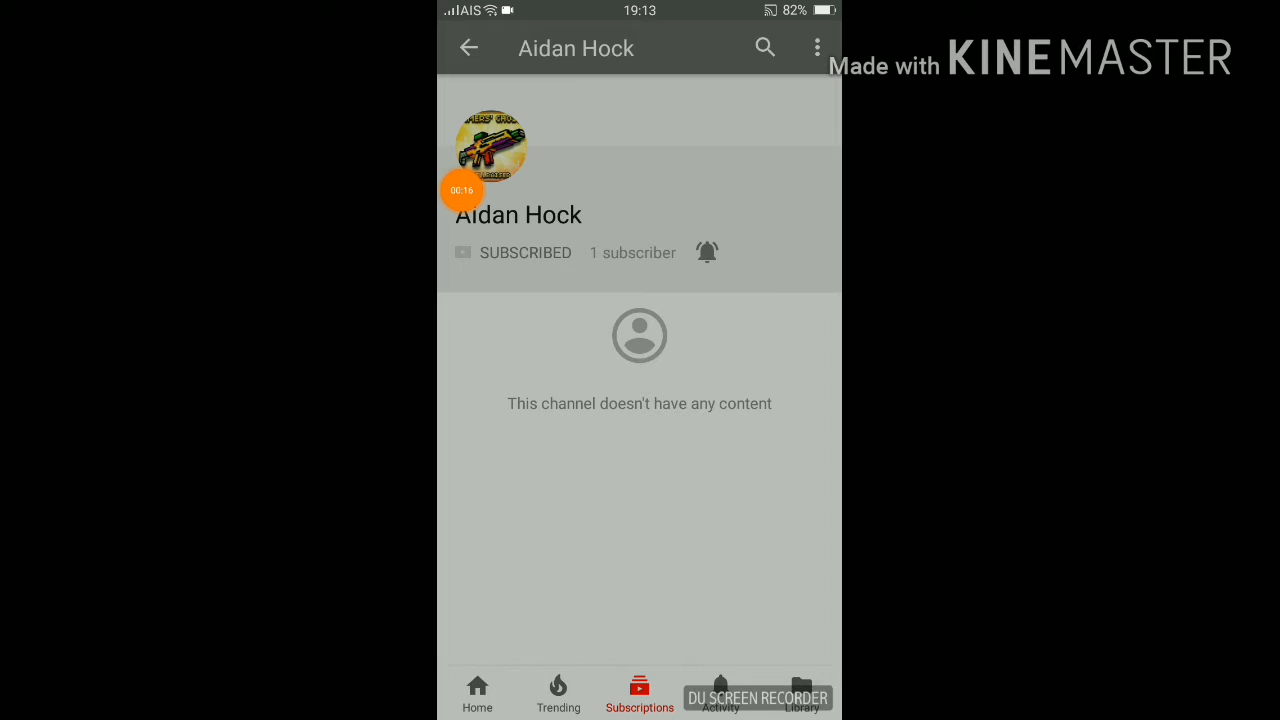 AIS
19:13
82%
Aidan Hock
Made with KINEMASTER
00:16
Aidan Hock
SUBSCRIBED 1 subscriber
This channel doesn't have any content
DU SCREEN RECORDER
Home Trending Subscriptions Activity Library